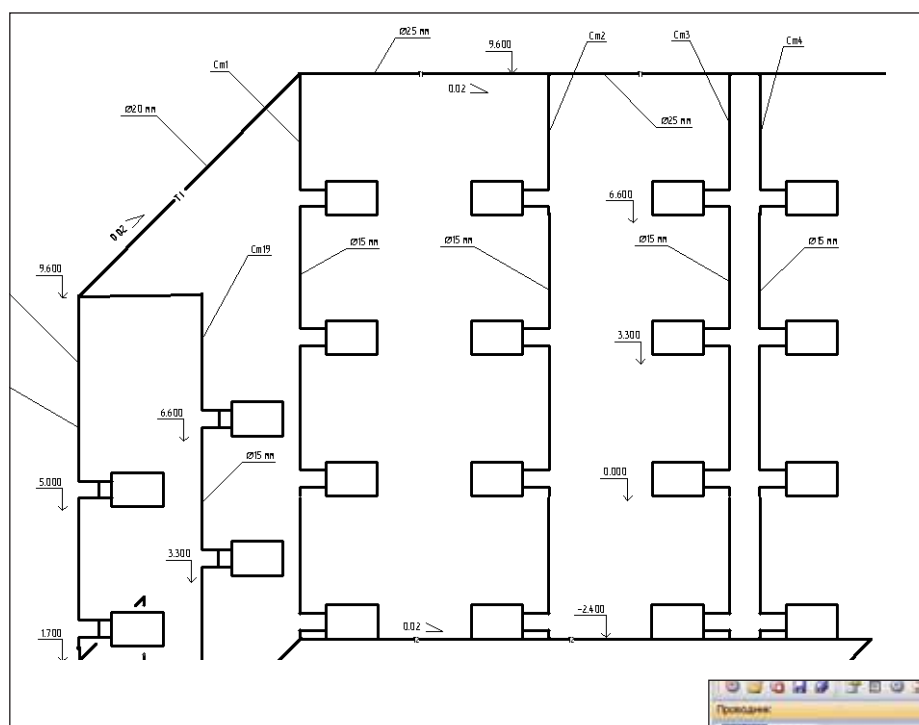 Ø25 мм
9.600
Ст2
Ст3
Ст4
Ст1
0.02
Ø25 мм
Ø20 мм
Т1
6.600
0.02
Ø15 мм
Ø15 мм
Ø15 мм
Ø15 мм
Ст19
9.600
3.300
6.600
Ø15 мм
0.000
5.000
3.300
-2.400
0.02
1.700
Проводник